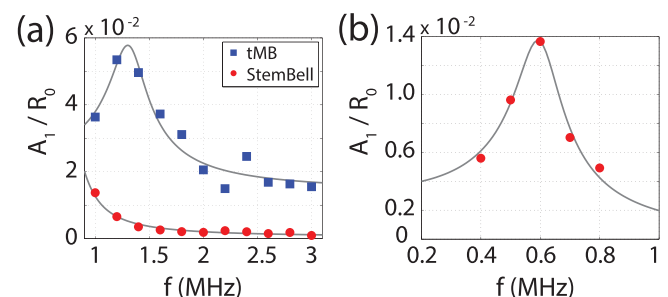 (a)
6 x 10-2
tMB
StemBell
4
2
0
A1 / R0
1 1.5 2 2.5 3
f (MHz)
(b)
1.4 x 10-2
1.0
0.6
0.2
0
A1 / R0
0.2 0.4 0.6 0.8 1
f (MHz)